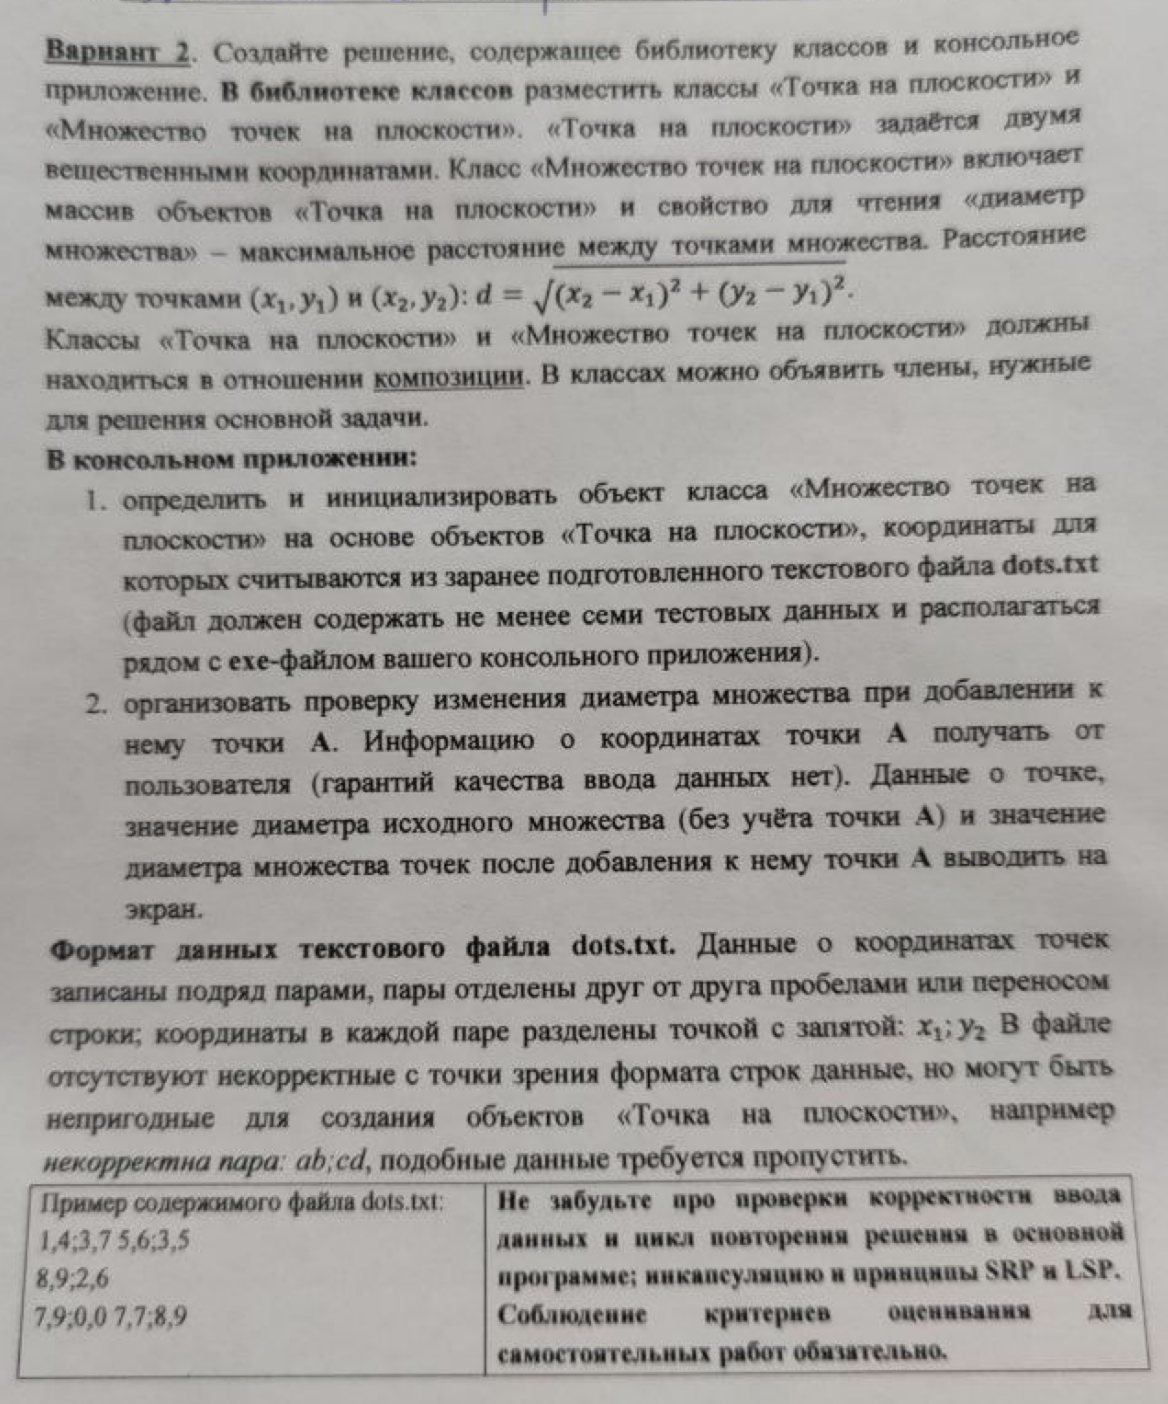 Вариант 2. Создайте решение, содержащее библиотеку классов и консольное
приложение. В библиотеке классов разместить классы «Точка на плоскости» и
«Множество точек на плоскости». «Точка на плоскости» задаётся двумя
вещественными координатами. Класс «Множество точек на плоскости» включает
массив объектов «Точка на плоскости» и свойство для чтения «диаметр
множества» – максимальное расстояние между точками множества. Расстояние
между точками (x₁, y₁) и (x₂, y₂): d = √(x₂ − x₁)² + (y₂ − y₁)².
Классы «Точка на плоскости» и «Множество точек на плоскости» должны
находиться в отношении композиции. В классах можно объявить члены, нужные
для решения основной задачи.
В консольном приложении:
1. определить и инициализировать объект класса «Множество точек на
плоскости» на основе объектов «Точка на плоскости», координаты для
которых считываются из заранее подготовленного текстового файла dots.txt
(файл должен содержать не менее семи тестовых данных и располагаться
рядом с exe-файлом вашего консольного приложения).
2. организовать проверку изменения диаметра множества при добавлении к
нему точки А. Информацию о координатах точки А получать от
пользователя (гарантий качества ввода данных нет). Данные о точке,
значение диаметра исходного множества (без учёта точки А) и значение
диаметра множества точек после добавления к нему точки А выводить на
экран.
Формат данных текстового файла dots.txt. Данные о координатах точек
записаны подряд парами, пары отделены друг от друга пробелами или переносом
строки; координаты в каждой паре разделены точкой с запятой: x₁; y₂ В файле
отсутствуют некорректные с точки зрения формата строк данные, но могут быть
непригодные для создания объектов «Точка на плоскости», например
некорректна пара: ab;cd, подобные данные требуется пропустить.
Пример содержимого файла dots.txt:
1,4;3,7 5,6;3,5
8,9;2,6
7,9;0,0 7,7;8,9
Не забудьте про проверки корректности ввода
данных и цикл повторения решения в основной
программе; инкапсуляцию и принципы SRP и LSP.
Соблюдение критериев оценивания для
самостоятельных работ обязательно.